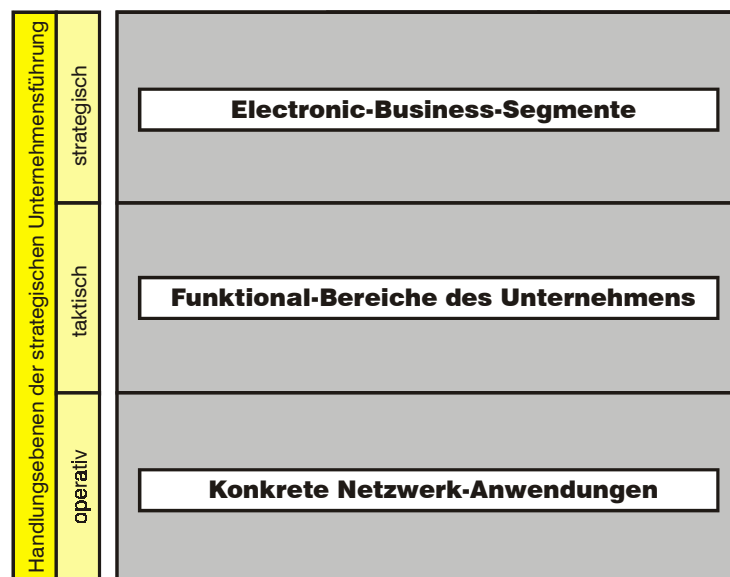 Handlungsebenen der strategischen Unternehmensführung
strategisch
Electronic-Business-Segmente
taktisch
Funktional-Bereiche des Unternehmens
operativ
Konkrete Netzwerk-Anwendungen